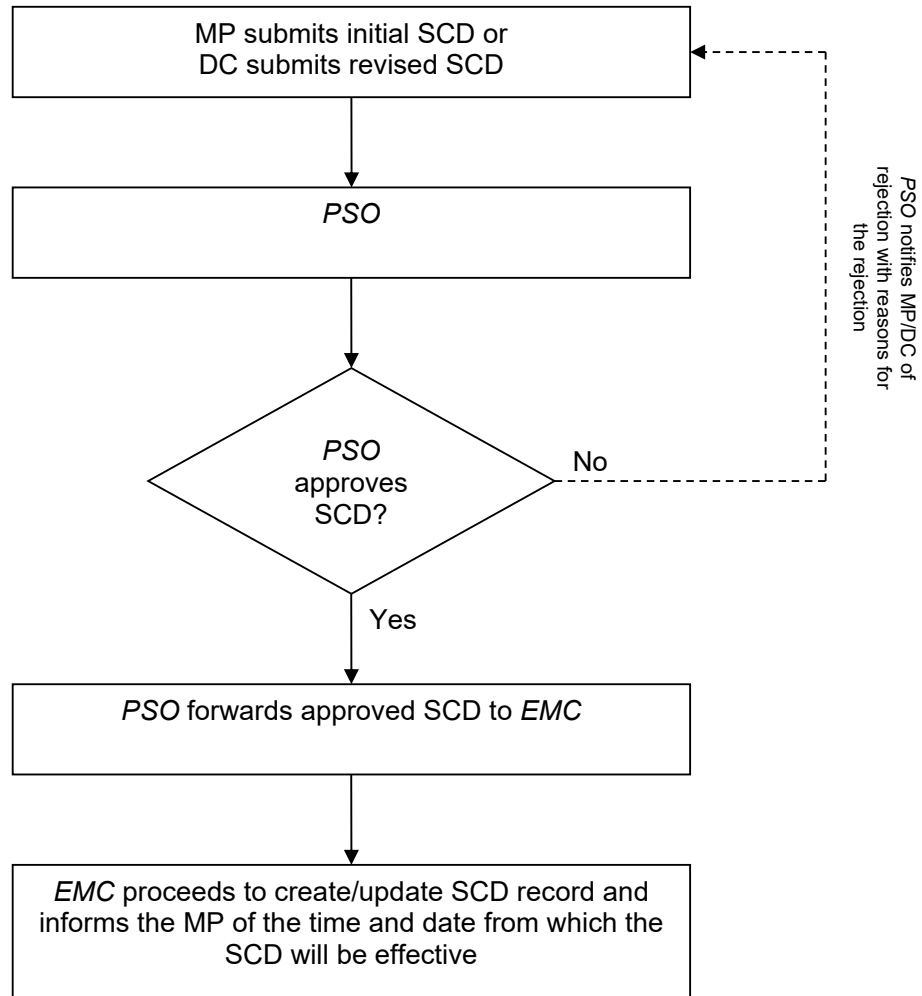 MP submits initial SCD or
DC submits revised SCD
PSO notifies MP/DC of
rejection with reasons for
the rejection
PSO
PSO
approves
SCD?
No
Yes
PSO forwards approved SCD to EMC
EMC proceeds to create/update SCD record and
informs the MP of the time and date from which the
SCD will be effective